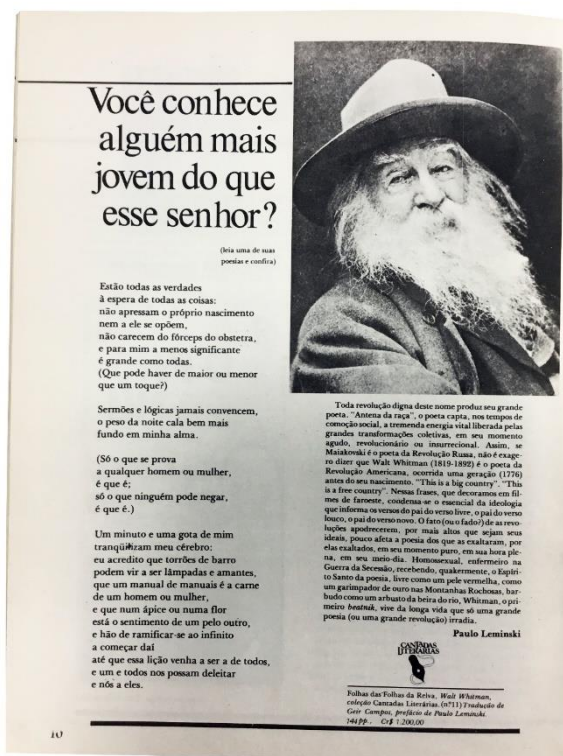 Você conhece
alguém mais
jovem do que
esse senhor?
(leia uma de suas
poesias e confira)
Estão todas as verdades
à espera de todas as coisas:
não apressam o próprio nascimento
nem a ele se opõem,
não carecem do fórceps do obstetra,
e para mim a menos significante
é grande como todas.
(Que pode haver de maior ou menor
que um toque?)
Sermões e lógicas jamais convencem,
o peso da noite cala bem mais
fundo em minha alma.
(Só o que se prova
a qualquer homem ou mulher,
é que é;
só o que ninguém pode negar,
é que é.)
Um minuto e uma gota de mim
tranqüilizam meu cérebro:
eu acredito que torrões de barro
podem vir a ser lâmpadas e amantes,
que um manual de manuais é a carne
de um homem ou mulher,
e que num ápice ou numa flor
está o sentimento de um pelo outro,
e hão de ramificar-se ao infinito
a começar daí
até que essa lição venha a ser a de todos,
e um e todos nos possam deleitar
e nós a eles.
Toda revolução digna deste nome produz seu grande
poeta. "Antena da raça", o poeta capta, nos tempos de
comoção social, a tremenda energia vital liberada pelas
grandes transformações coletivas, em seu momento
agudo, revolucionário ou insurrecional. Assim, se
Maiakovski é o poeta da Revolução Russa, não é exage-
ro dizer que Walt Whitman (1819-1892) é o poeta da
Revolução Americana, ocorrida uma geração (1776)
antes do seu nascimento. "This is a big country". "This
is a free country". Nessas frases, que decoramos em fil-
mes de faroeste, condensa-se o essencial da ideologia
que informa os versos do pai do verso livre, o pai do verso
louco, o pai do verso novo. O fato (ou o fado?) de as revo-
luções apodrecerem, por mais altos que sejam seus
ideais, pouco afeta a poesia dos que as exaltaram, por
elas exaltados, em seu momento puro, em sua hora ple-
na, em seu meio-dia. Homossexual, enfermeiro na
Guerra da Secessão, recebendo, quakermente, o Espíri-
to Santo da poesia, livre como um pele vermelha, como
um garimpador de ouro nas Montanhas Rochosas, bar-
budo como um arbusto da beira do rio, Whitman, o pri-
meiro beatnik, vive da longa vida que só uma grande
poesia (ou uma grande revolução) irradia.
Paulo Leminski
CANTADAS
LITERÁRIAS
Folhas das Folhas da Relva, Walt Whitman,
coleção Cantadas Literárias. (nº11) Tradução de
Geir Campos, prefácio de Paulo Leminski.
144 pp. Cr$ 1.200,00
10